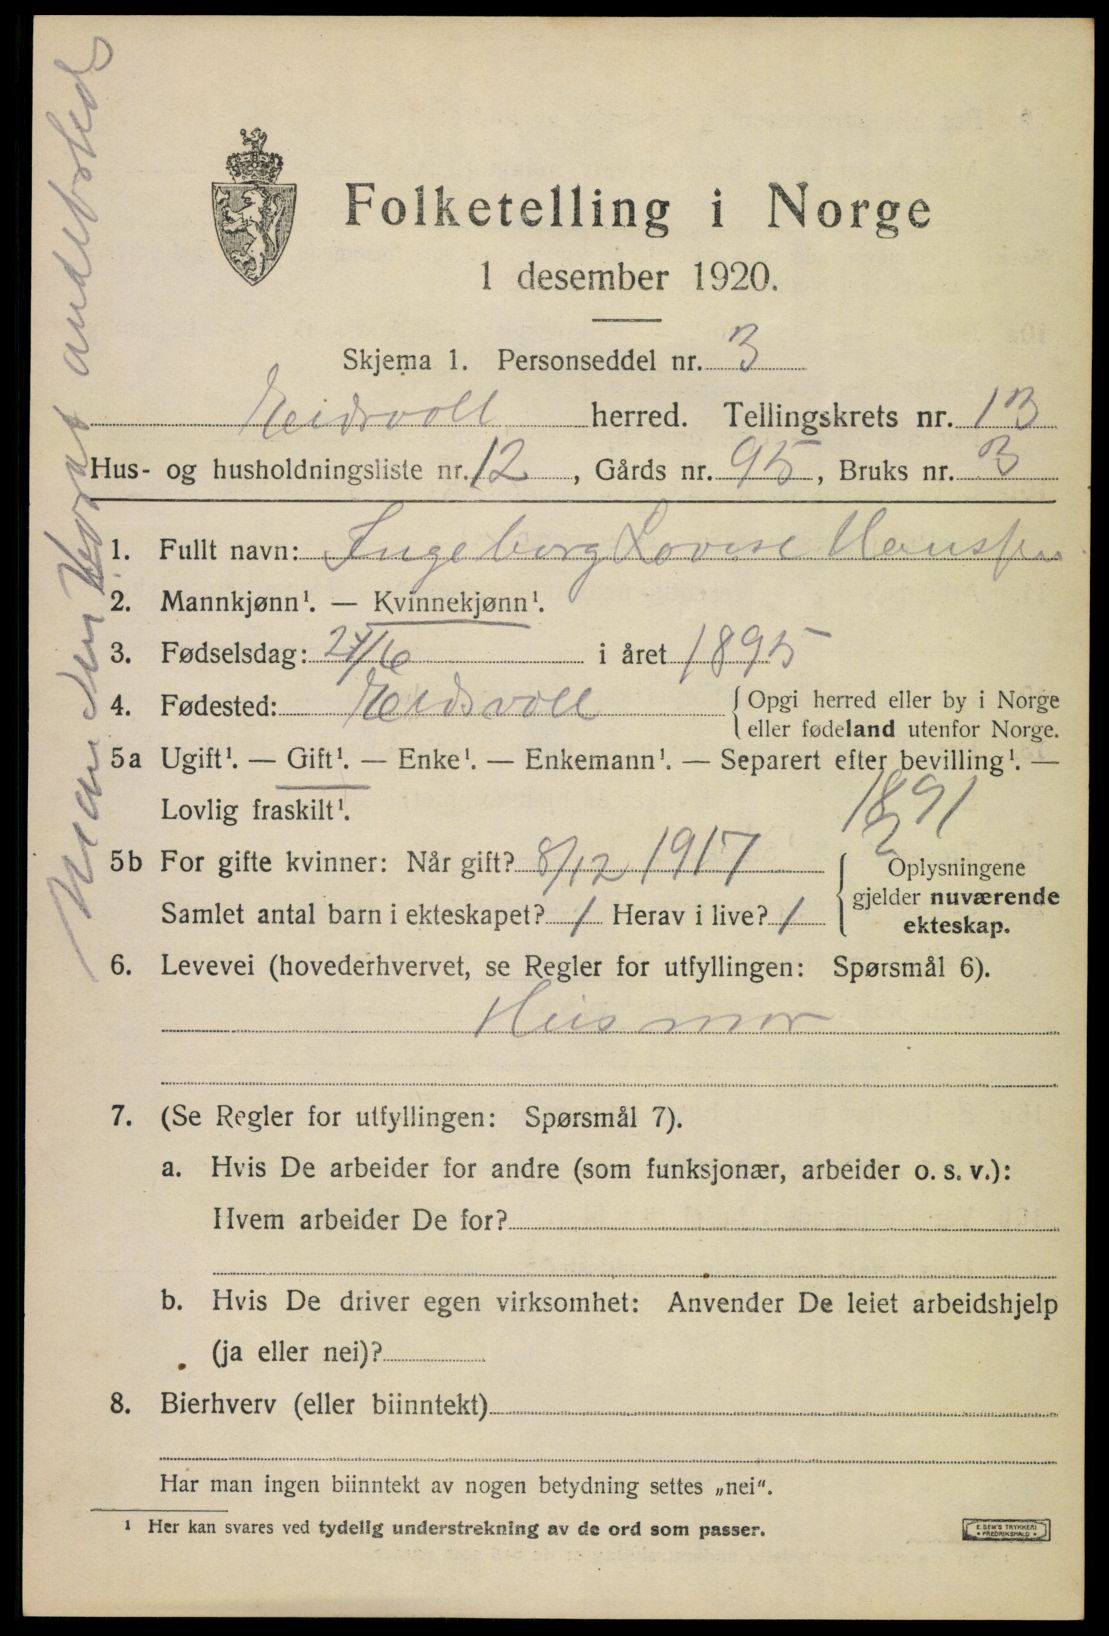 Folketelling i Norge
1 desember 1920.
Skjema 1. Personseddel nr. 3
Eidsvoll herred. Tellingskrets nr. 13
Hus- og husholdningsliste nr. 12, Gårds nr. 95, Bruks nr. 3
1. Fullt navn: Ingeborg Lovise Hansen
2. Mannkjønn¹. — Kvinnekjønn¹.
3. Fødselsdag: 27/6 i året 1895
4. Fødested: Eidsvoll { Opgi herred eller by i Norge
eller fødeland utenfor Norge.
5a Ugift¹. — Gift¹. — Enke¹. — Enkemann¹. — Separert efter bevilling¹. —
Lovlig fraskilt¹.
1891
2
5b For gifte kvinner: Når gift? 8/12 1917 { Oplysningene
gjelder nuværende
ekteskap.
Samlet antal barn i ekteskapet? 1 Herav i live? 1
6. Levevei (hovederhvervet, se Regler for utfyllingen: Spørsmål 6).
Husmor
7. (Se Regler for utfyllingen: Spørsmål 7).
a. Hvis De arbeider for andre (som funksjonær, arbeider o. s. v.):
Hvem arbeider De for?
b. Hvis De driver egen virksomhet: Anvender De leiet arbeidshjelp
(ja eller nei)?
8. Bierhverv (eller biinntekt)
Har man ingen biinntekt av nogen betydning settes „nei".
¹ Her kan svares ved tydelig understrekning av de ord som passer.
E. SEM'S TRYKKERI
FREDRIKSHALD